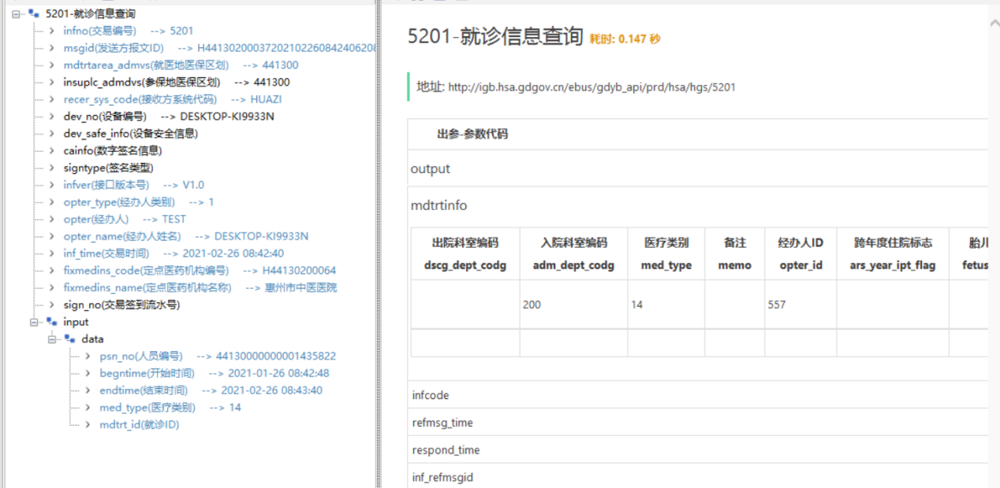 5201-就诊信息查询
infno(交易编号) --> 5201
msgid(发送方报文ID) --> H44130200037202102260842406208
mdtrtarea_admvs(就医地医保区划) --> 441300
insuplc_admdvs(参保地医保区划) --> 441300
recer_sys_code(接收方系统代码) --> HUAZI
dev_no(设备编号) --> DESKTOP-KI9933N
dev_safe_info(设备安全信息)
cainfo(数字签名信息)
signtype(签名类型)
infver(接口版本号) --> V1.0
opter_type(经办人类别) --> 1
opter(经办人) --> TEST
opter_name(经办人姓名) --> DESKTOP-KI9933N
inf_time(交易时间) --> 2021-02-26 08:42:40
fixmedins_code(定点医药机构编号) --> H44130200064
fixmedins_name(定点医药机构名称) --> 惠州市中医医院
sign_no(交易签到流水号)
input
data
psn_no(人员编号) --> 44130000000001435822
begntime(开始时间) --> 2021-01-26 08:42:48
endtime(结束时间) --> 2021-02-26 08:43:40
med_type(医疗类别) --> 14
mdtrt_id(就诊ID)
5201-就诊信息查询 耗时: 0.147 秒
地址: http://igb.hsa.gdgov.cn/ebus/gdyb_api/prd/hsa/hgs/5201
出参-参数代码
output
mdtrtinfo
出院科室编码 入院科室编码 医疗类别 备注 经办人ID 跨年度住院标志 胎儿
dscg_dept_codg adm_dept_codg med_type memo opter_id ars_year_ipt_flag fetus
200 14 557
infcode
refmsg_time
respond_time
inf_refmsgid